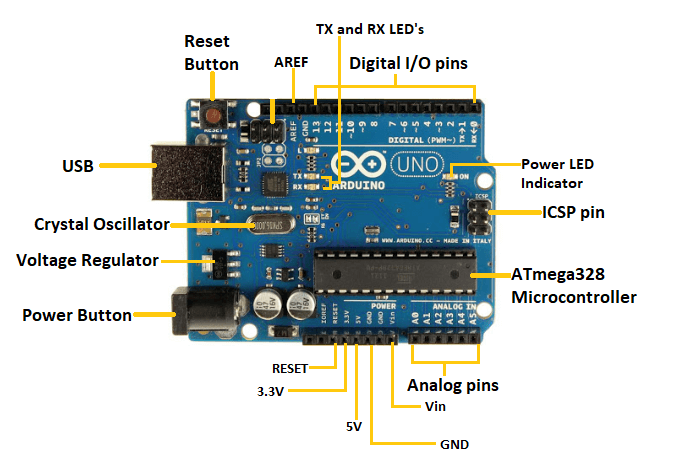 TX and RX LED's
Reset
Button
AREF
Digital I/O pins
RESET
AREF
GND
13
12
~11
~10
~9
8
7
~6
~5
4
~3
2
TX→1
RX←0
DIGITAL (PWM~)
L
TX
RX
ARDUINO
UNO
ON
USB
Power LED
Indicator
ICSP
ICSP pin
Crystal Oscillator
Voltage Regulator
WWW.ARDUINO.CC - MADE IN ITALY
ATmega328
Microcontroller
Power Button
POWER
ANALOG IN
IOREF
RESET
3.3V
5V
GND
GND
Vin
A0
A1
A2
A3
A4
A5
RESET
3.3V
Analog pins
Vin
5V
GND